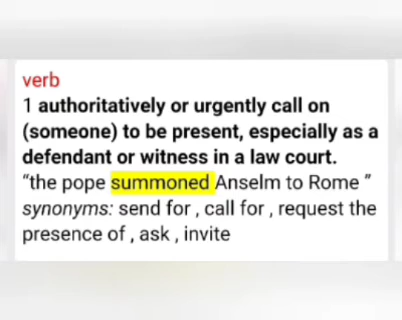 verb
1 authoritatively or urgently call on
(someone) to be present, especially as a
defendant or witness in a law court.
“the pope summoned Anselm to Rome ”
synonyms: send for , call for , request the
presence of , ask , invite